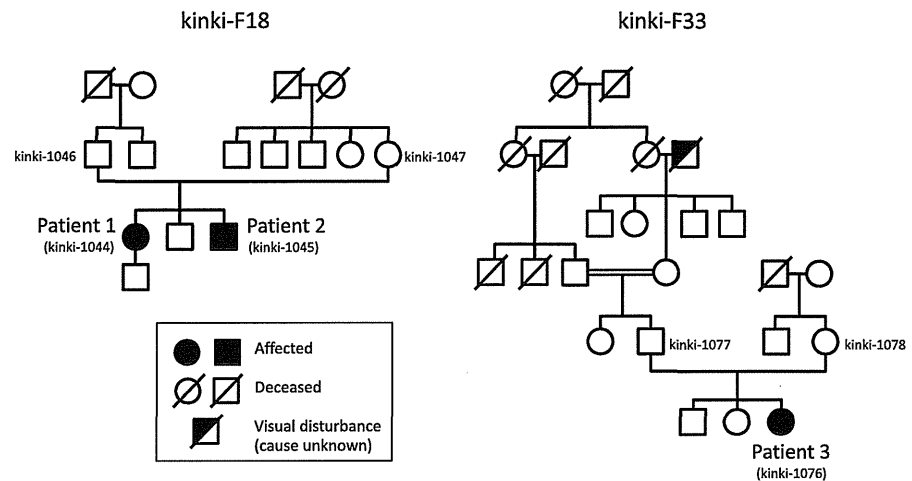 kinki-F18
kinki-F33
kinki-1046
kinki-1047
Patient 1
(kinki-1044)
Patient 2
(kinki-1045)
kinki-1077
kinki-1078
Affected
Deceased
Visual disturbance
(cause unknown)
Patient 3
(kinki-1076)